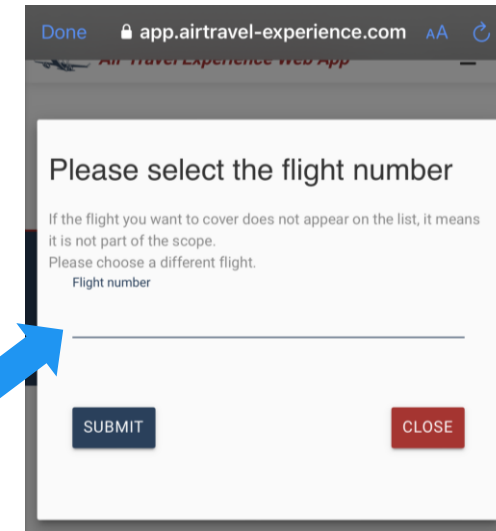 Done app.airtravel-experience.com AA
Air Travel Experience Web App
Please select the flight number
If the flight you want to cover does not appear on the list, it means
it is not part of the scope.
Please choose a different flight.
Flight number
SUBMIT CLOSE